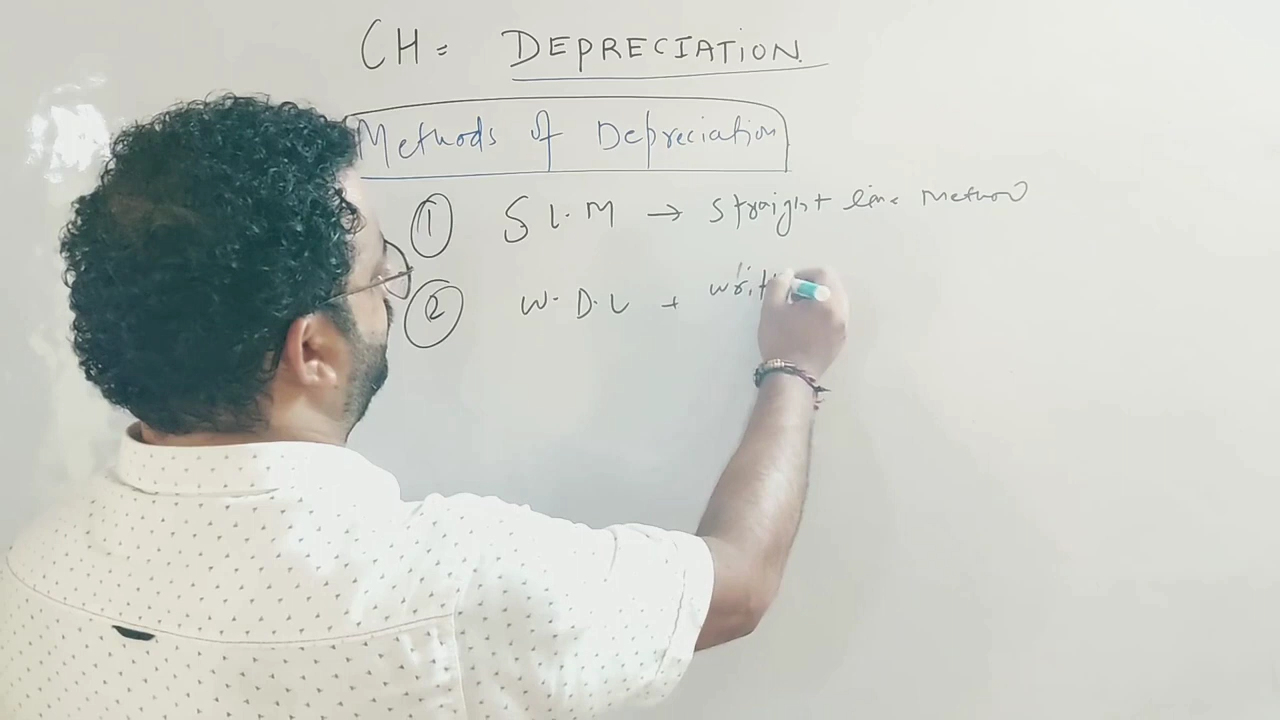 CH = DEPRECIATION
Methods of Depreciation
1 S L. M → Straight line Method
2 W. D. V → writ